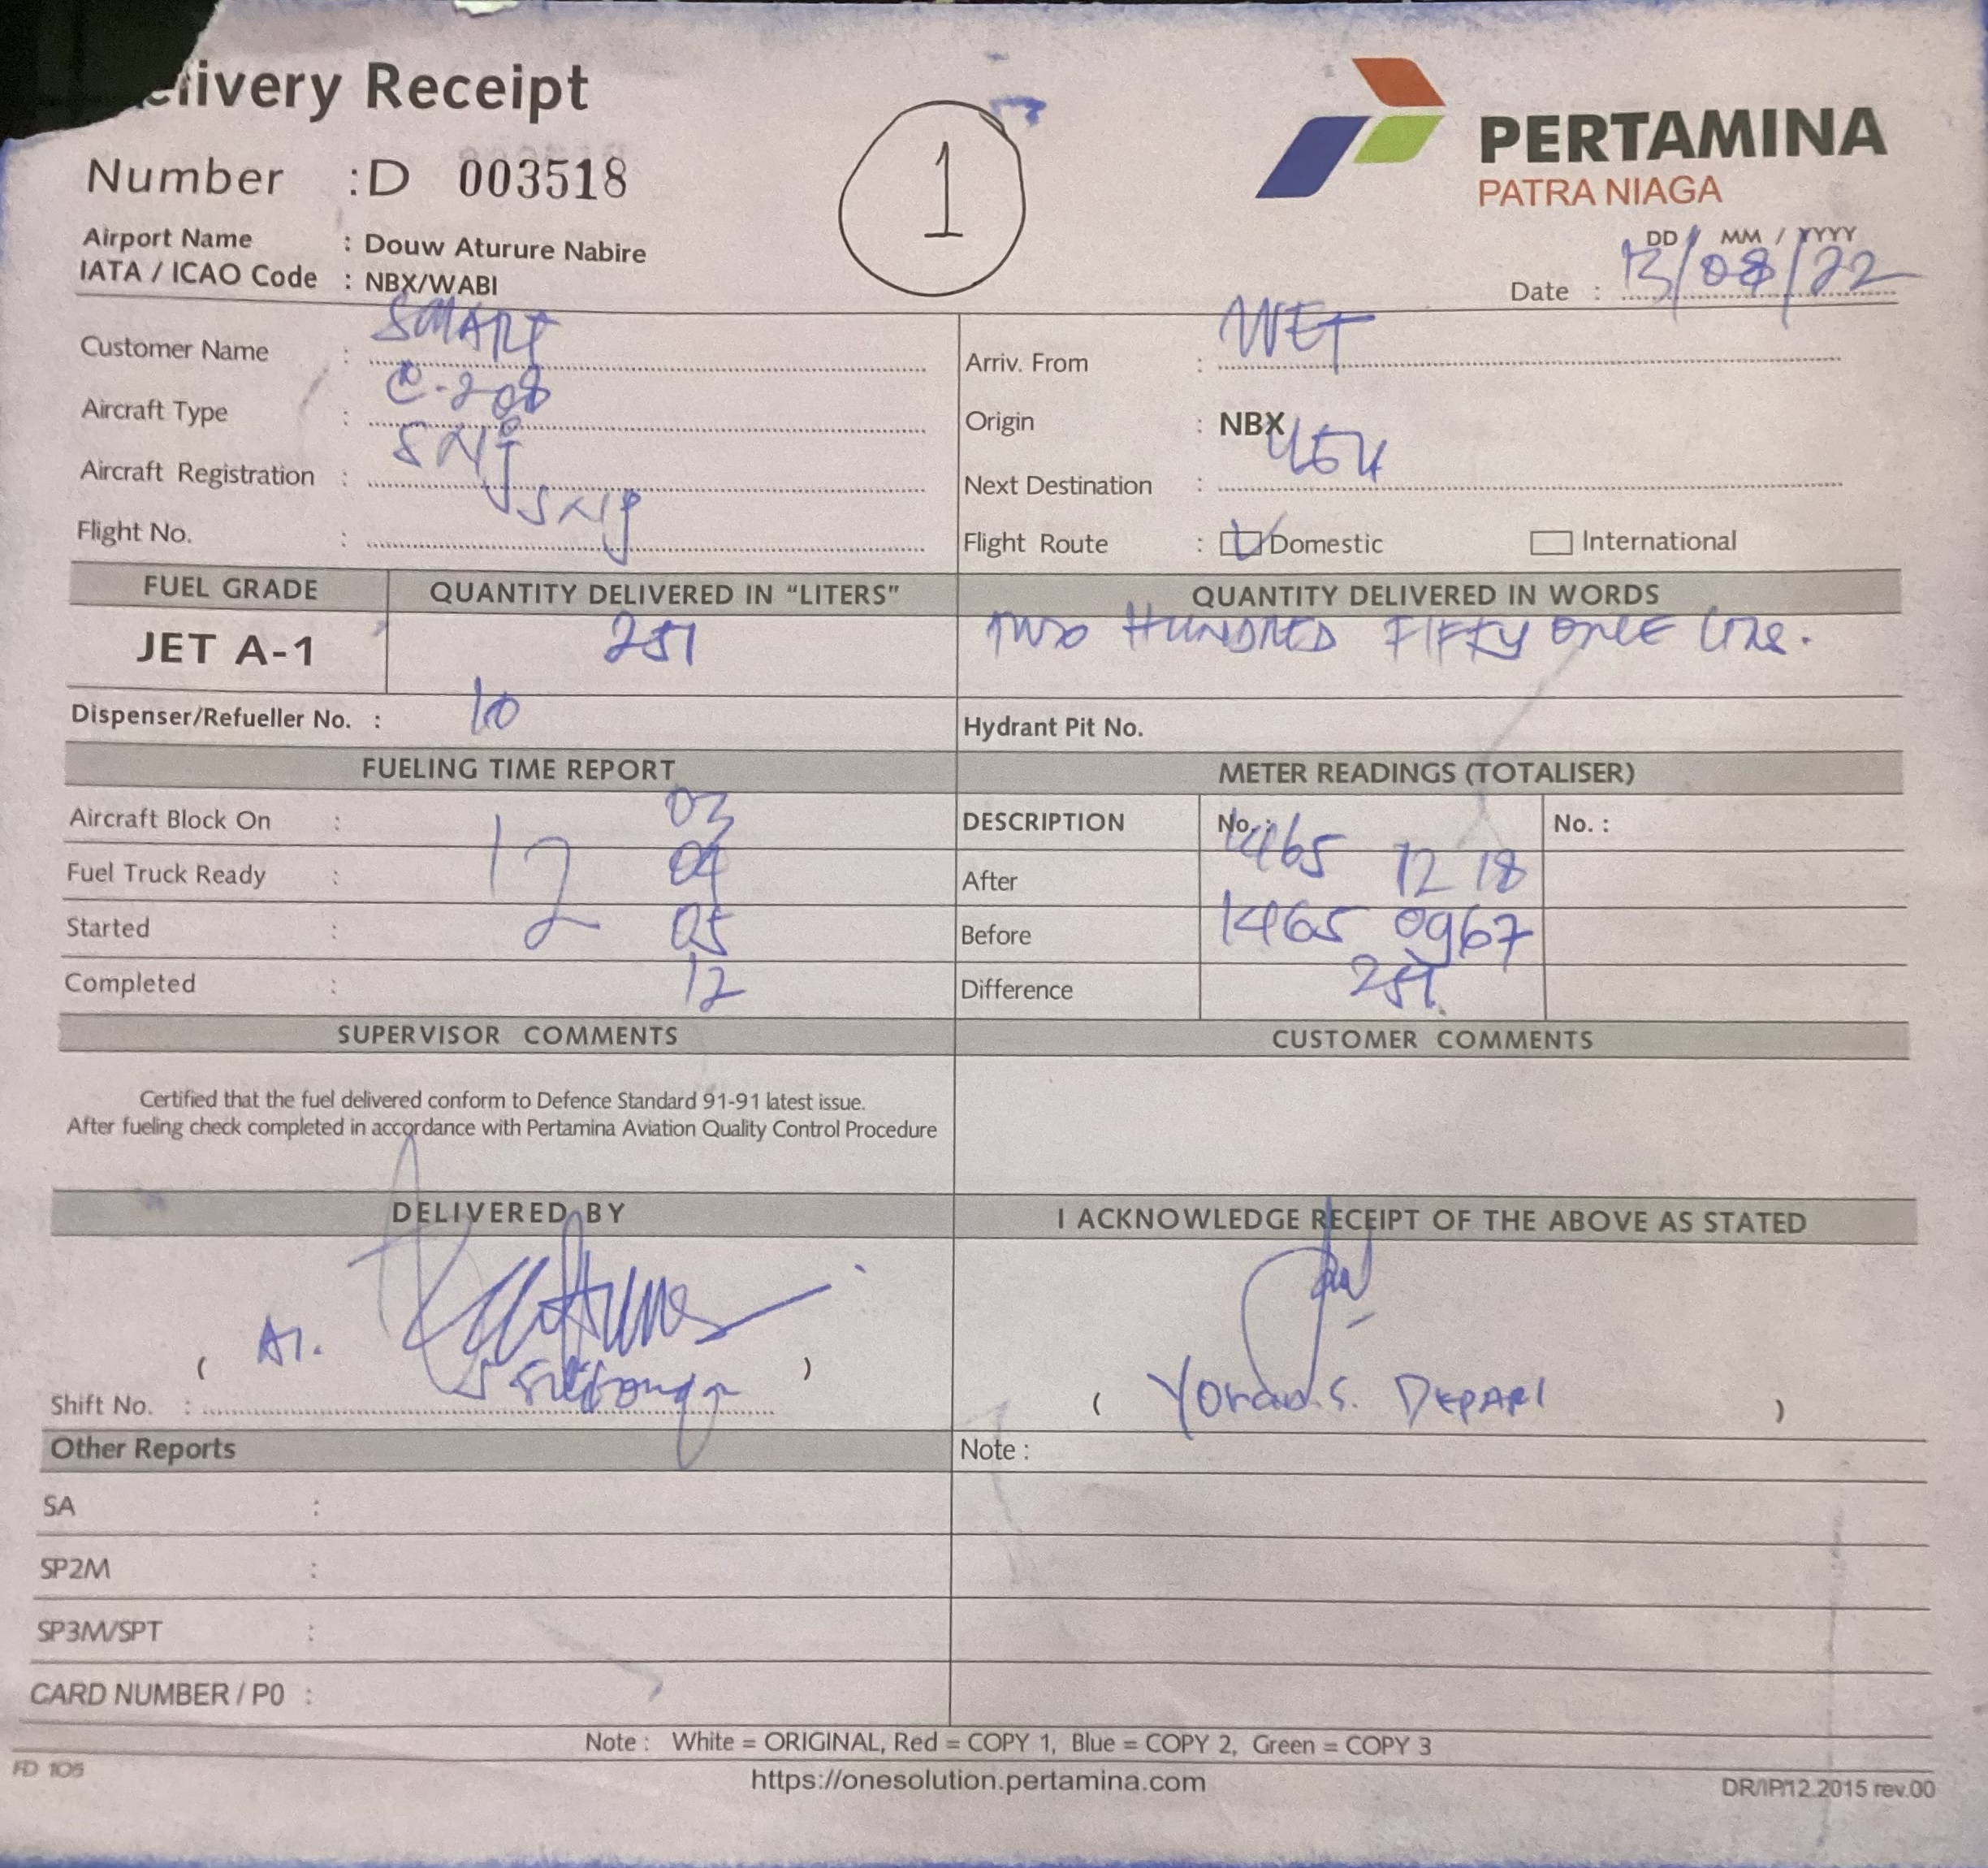 Delivery Receipt
Number : D 003518
1
PERTAMINA
PATRA NIAGA
Airport Name : Douw Aturure Nabire
IATA / ICAO Code : NBX/WABI
DD / MM / YYYY
Date : 13/08/22
Customer Name : SMART
Arriv. From : WET
Aircraft Type : C-208
Origin : NBX
Aircraft Registration : SNJ
Next Destination :
Flight No. : SNJ
Flight Route : Domestic International
FUEL GRADE QUANTITY DELIVERED IN “LITERS” QUANTITY DELIVERED IN WORDS
JET A-1 251 TWO HUNDRED FIFTY ONE LTRS.
Dispenser/Refueller No. : 10
Hydrant Pit No.
FUELING TIME REPORT METER READINGS (TOTALISER)
Aircraft Block On : 12 03
DESCRIPTION No. : No. :
Fuel Truck Ready : 04
After 1465 1218
Started : 05
Before 1465 0967
Completed : 12
Difference 251
SUPERVISOR COMMENTS CUSTOMER COMMENTS
Certified that the fuel delivered conform to Defence Standard 91-91 latest issue.
After fueling check completed in accordance with Pertamina Aviation Quality Control Procedure
DELIVERED BY I ACKNOWLEDGE RECEIPT OF THE ABOVE AS STATED
( )
( DEPARI )
Shift No. :
Other Reports Note :
SA :
SP2M :
SP3M/SPT :
CARD NUMBER / P0 :
Note : White = ORIGINAL, Red = COPY 1, Blue = COPY 2, Green = COPY 3
FD 105
https://onesolution.pertamina.com
DR/IP/12.2015 rev.00